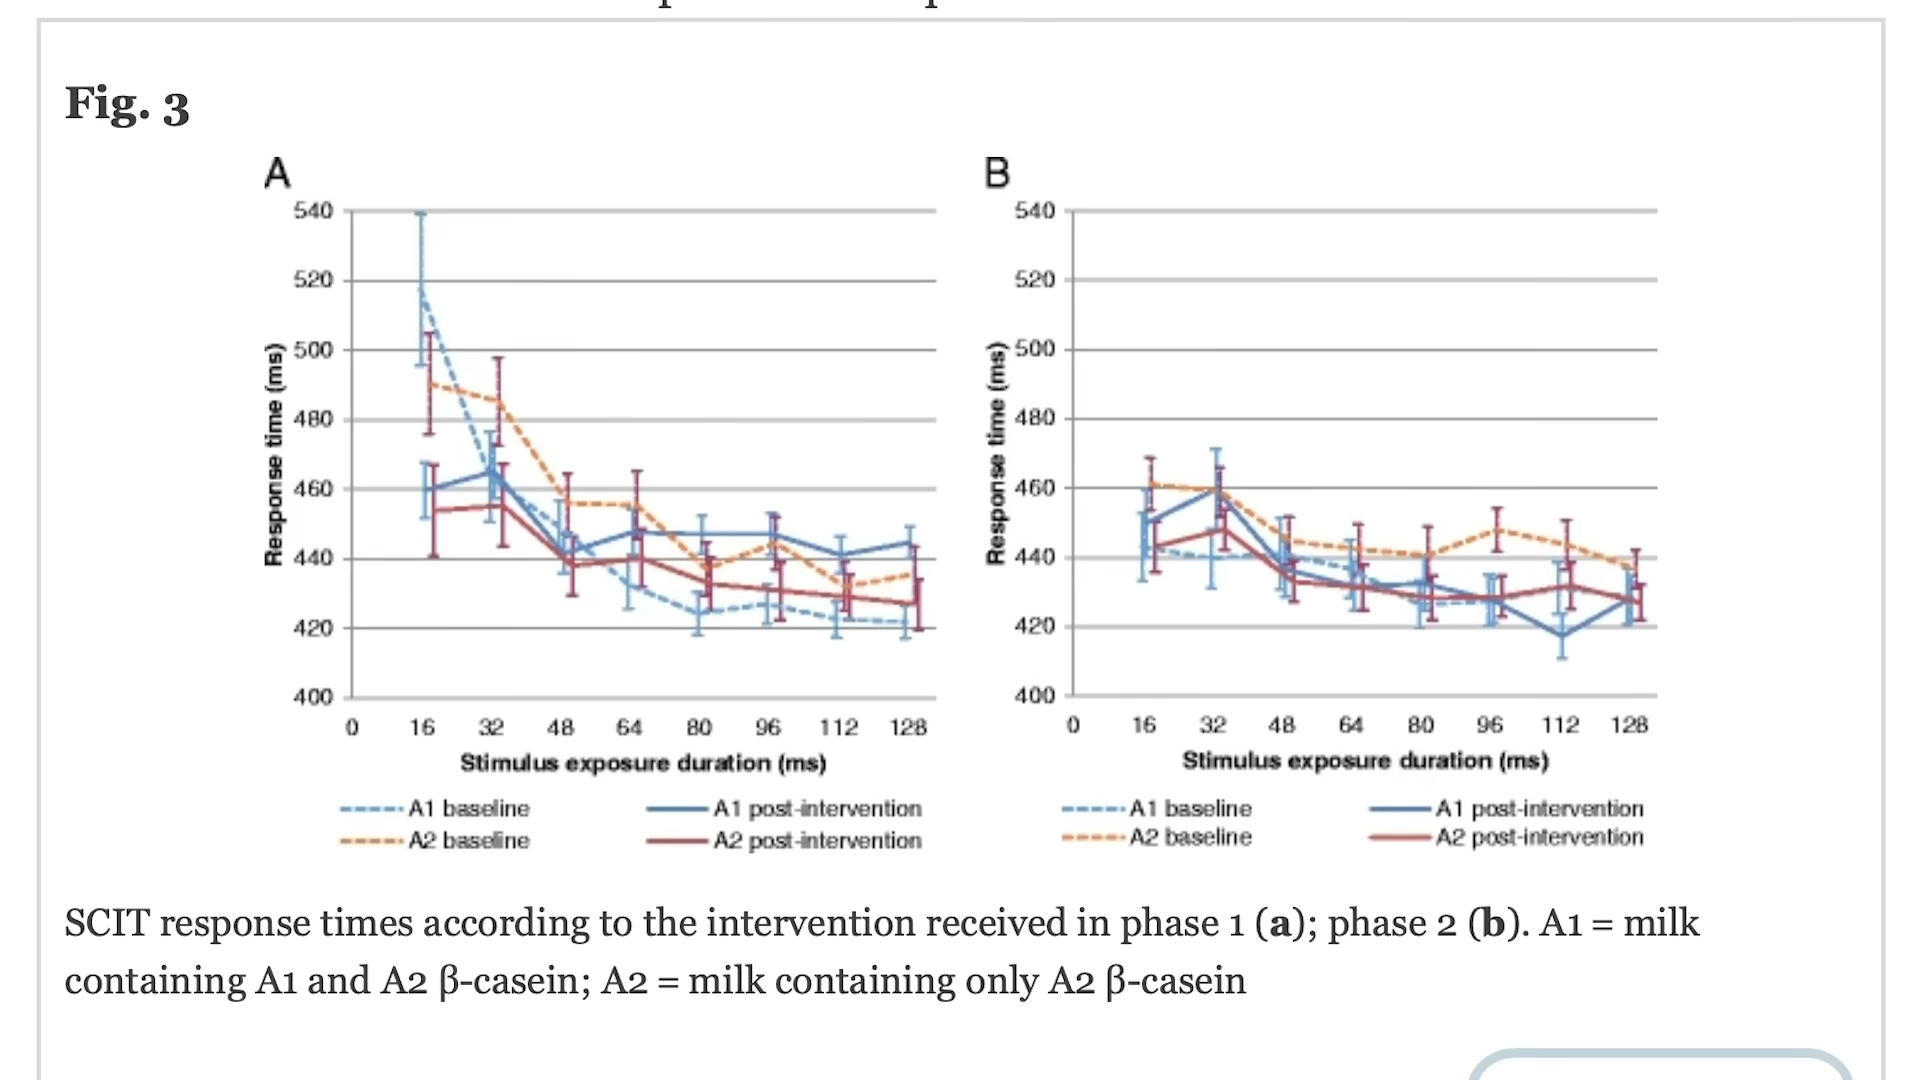 Fig. 3
A
540
520
500
480
460
440
420
400
Response time (ms)
0 16 32 48 64 80 96 112 128
Stimulus exposure duration (ms)
A1 baseline A1 post-intervention
A2 baseline A2 post-intervention
B
540
520
500
480
460
440
420
400
Response time (ms)
0 16 32 48 64 80 96 112 128
Stimulus exposure duration (ms)
A1 baseline A1 post-intervention
A2 baseline A2 post-intervention
SCIT response times according to the intervention received in phase 1 (a); phase 2 (b). A1 = milk
containing A1 and A2 β-casein; A2 = milk containing only A2 β-casein